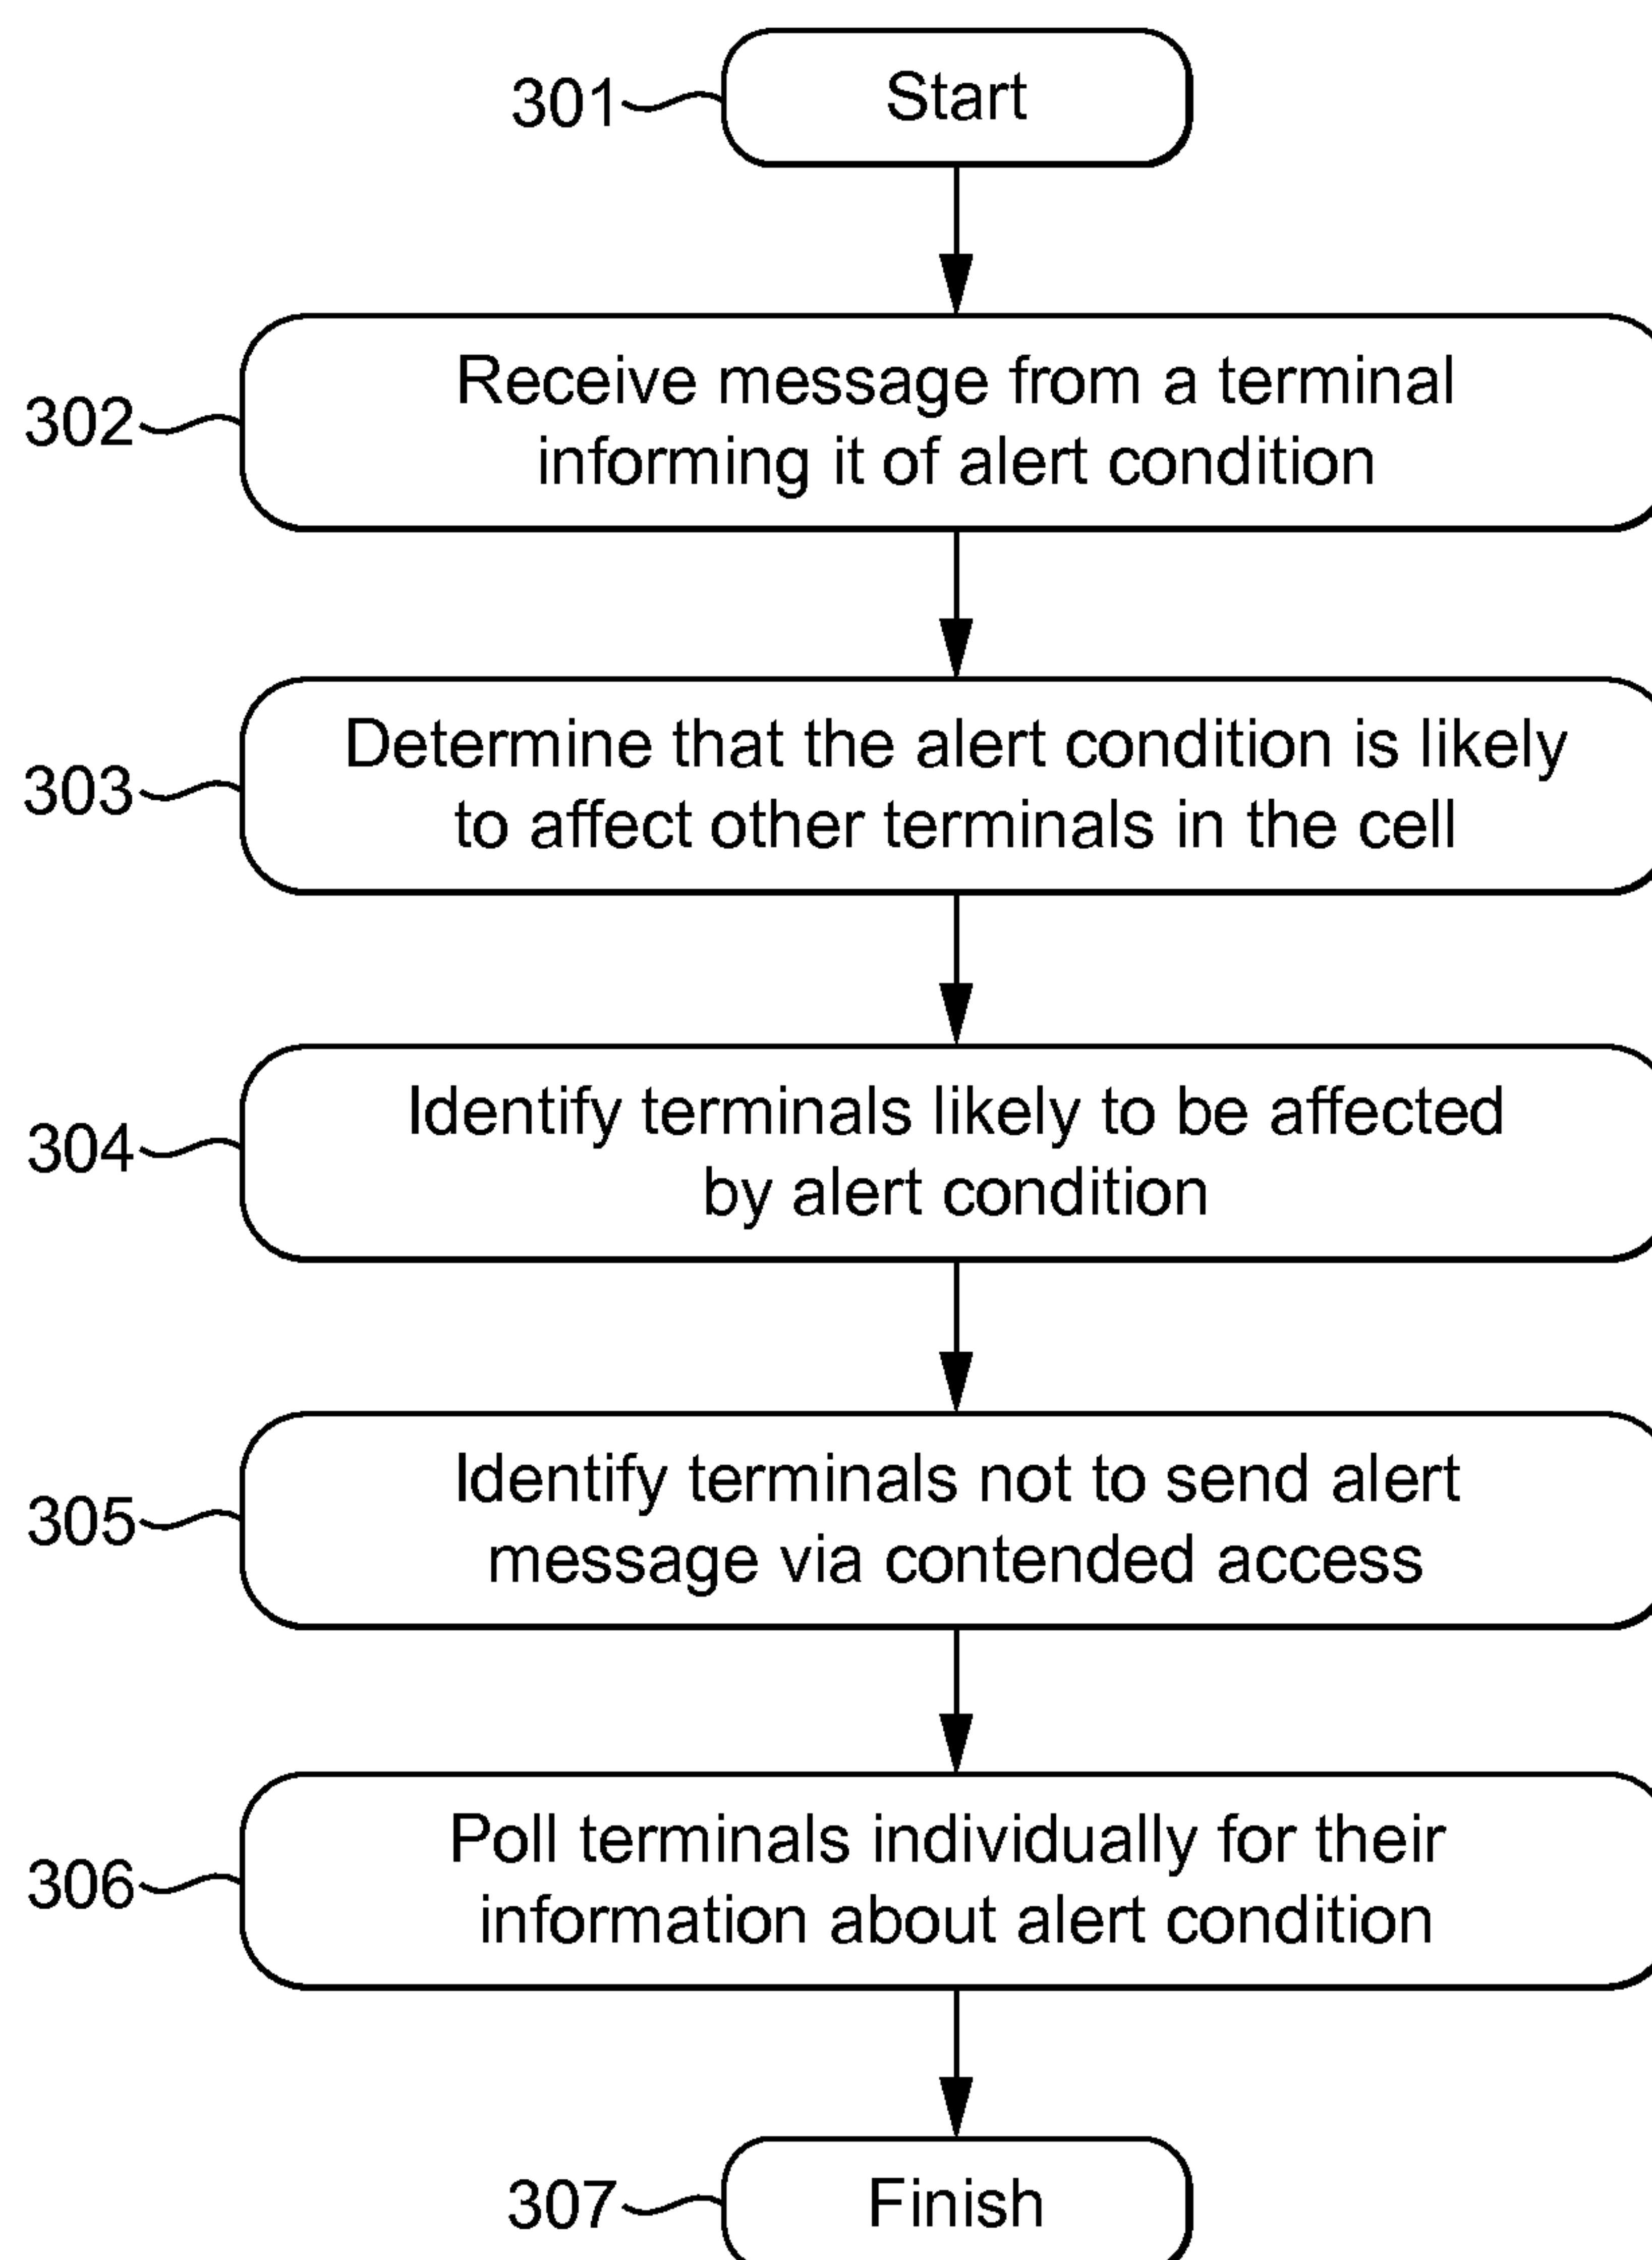 301
Start
302
Receive message from a terminal
informing it of alert condition
303
Determine that the alert condition is likely
to affect other terminals in the cell
304
Identify terminals likely to be affected
by alert condition
305
Identify terminals not to send alert
message via contended access
306
Poll terminals individually for their
information about alert condition
307
Finish